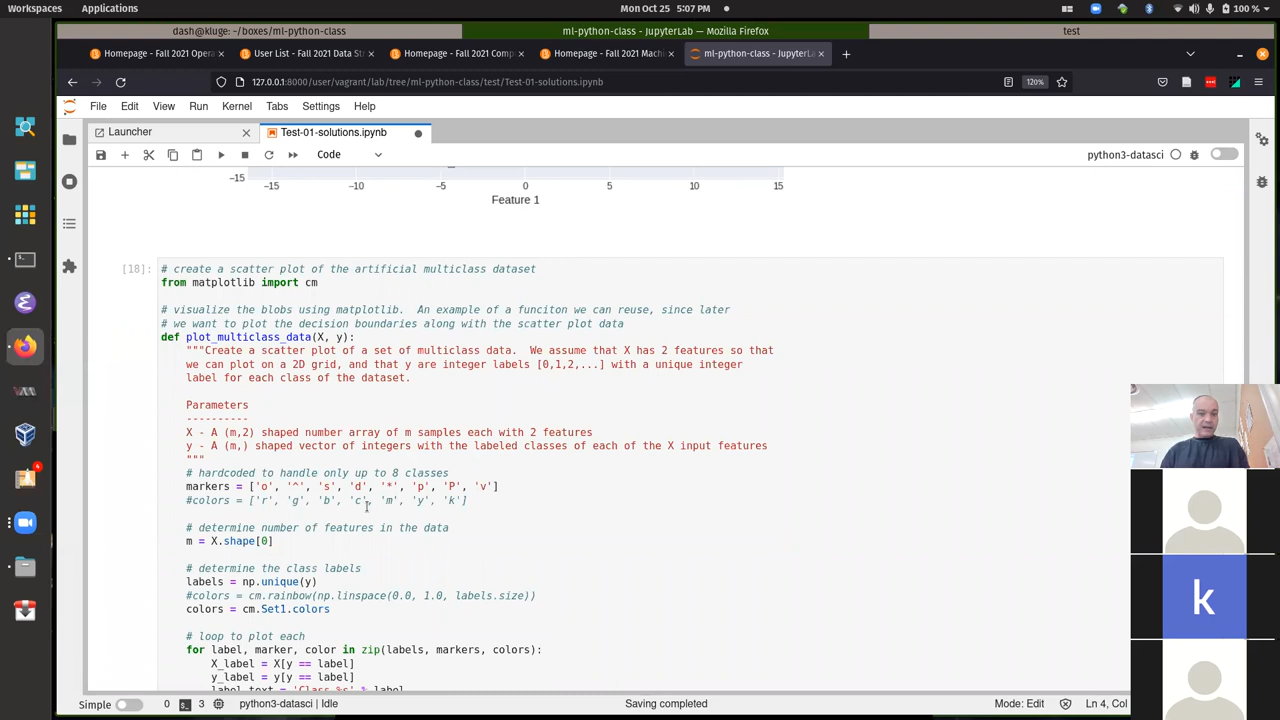 Workspaces Applications Mon Oct 25 5:07 PM 100 %
dash@kluge: ~/boxes/ml-python-class ml-python-class - JupyterLab — Mozilla Firefox test
Homepage - Fall 2021 Opera User List - Fall 2021 Data St Homepage - Fall 2021 Comp Homepage - Fall 2021 Machi ml-python-class - JupyterLab
127.0.0.1:8000/user/vagrant/lab/tree/ml-python-class/test/Test-01-solutions.ipynb 120%
File Edit View Run Kernel Tabs Settings Help
Launcher Test-01-solutions.ipynb
Code python3-datasci
−15
−15 −10 −5 0 5 10 15
Feature 1
[18]: # create a scatter plot of the artificial multiclass dataset
from matplotlib import cm
# visualize the blobs using matplotlib. An example of a funciton we can reuse, since later
# we want to plot the decision boundaries along with the scatter plot data
def plot_multiclass_data(X, y):
"""Create a scatter plot of a set of multiclass data. We assume that X has 2 features so that
we can plot on a 2D grid, and that y are integer labels [0,1,2,...] with a unique integer
label for each class of the dataset.
Parameters
----------
X - A (m,2) shaped number array of m samples each with 2 features
y - A (m,) shaped vector of integers with the labeled classes of each of the X input features
"""
# hardcoded to handle only up to 8 classes
markers = ['o', '^', 's', 'd', '*', 'p', 'P', 'v']
#colors = ['r', 'g', 'b', 'c', 'm', 'y', 'k']
# determine number of features in the data
m = X.shape[0]
# determine the class labels
labels = np.unique(y)
#colors = cm.rainbow(np.linspace(0.0, 1.0, labels.size))
colors = cm.Set1.colors
# loop to plot each
for label, marker, color in zip(labels, markers, colors):
X_label = X[y == label]
y_label = y[y == label]
label_text = 'Class %s' % label
k
4
Simple 0 3 python3-datasci | Idle Saving completed Mode: Edit Ln 4, Col